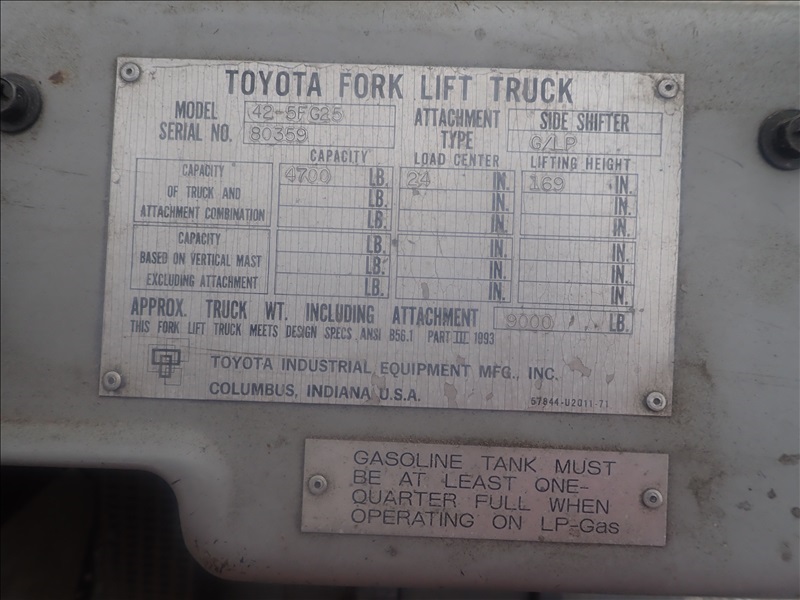 TOYOTA FORK LIFT TRUCK
MODEL 42-5FG25 ATTACHMENT TYPE SIDE SHIFTER
SERIAL NO. 80359 G/LP
CAPACITY LOAD CENTER LIFTING HEIGHT
CAPACITY OF TRUCK AND ATTACHMENT COMBINATION 4700 LB. 24 IN. 169 IN.
LB. IN. IN.
LB. IN. IN.
CAPACITY BASED ON VERTICAL MAST EXCLUDING ATTACHMENT LB. IN. IN.
LB. IN. IN.
LB. IN. IN.
APPROX. TRUCK WT. INCLUDING ATTACHMENT 9000 LB.
THIS FORK LIFT TRUCK MEETS DESIGN SPECS ANSI B56.1 PART III 1993
TOYOTA INDUSTRIAL EQUIPMENT MFG., INC.
COLUMBUS, INDIANA U.S.A.
57844-U2011-71
GASOLINE TANK MUST
BE AT LEAST ONE-
QUARTER FULL WHEN
OPERATING ON LP-Gas